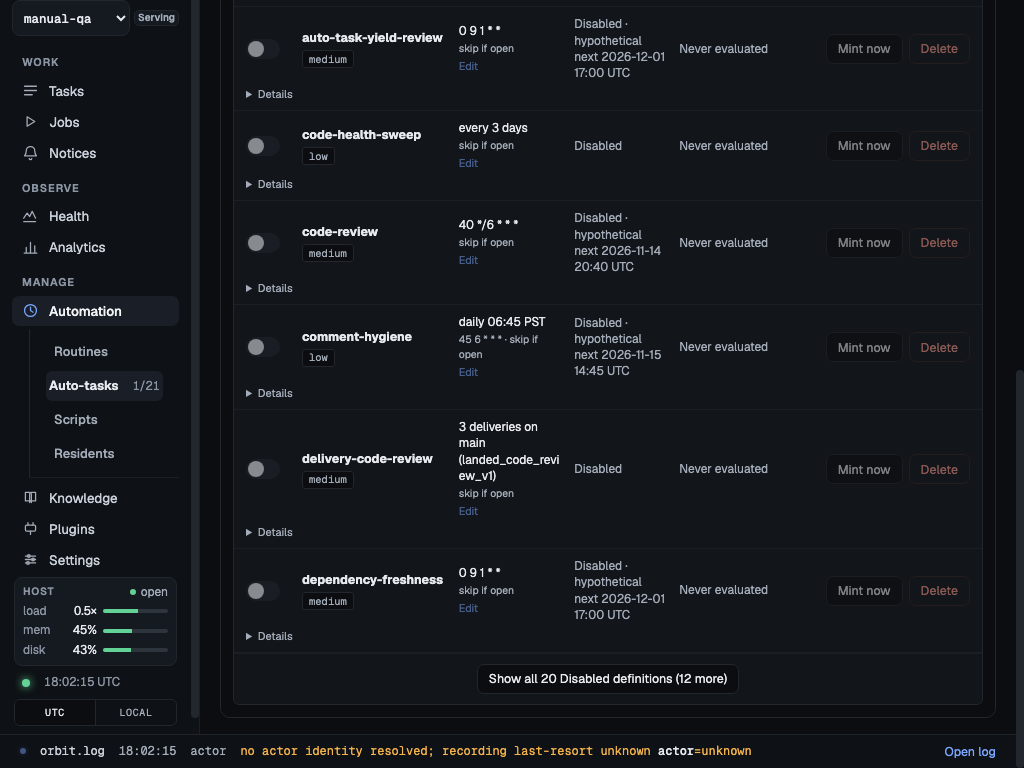 manual-qa
Serving
WORK
Tasks
Jobs
Notices
OBSERVE
Health
Analytics
MANAGE
Automation
Routines
Auto-tasks 1/21
Scripts
Residents
Knowledge
Plugins
Settings
HOST open
load 0.5×
mem 45%
disk 43%
18:02:15 UTC
UTC LOCAL
auto-task-yield-review
medium
0 9 1 * *
skip if open
Edit
Disabled ·
hypothetical
next 2026-12-01
17:00 UTC
Never evaluated
Mint now
Delete
Details
code-health-sweep
low
every 3 days
skip if open
Edit
Disabled
Never evaluated
Mint now
Delete
Details
code-review
medium
40 */6 * * *
skip if open
Edit
Disabled ·
hypothetical
next 2026-11-14
20:40 UTC
Never evaluated
Mint now
Delete
Details
comment-hygiene
low
daily 06:45 PST
45 6 * * * · skip if
open
Edit
Disabled ·
hypothetical
next 2026-11-15
14:45 UTC
Never evaluated
Mint now
Delete
Details
delivery-code-review
medium
3 deliveries on
main
(landed_code_revi
ew_v1)
skip if open
Edit
Disabled
Never evaluated
Mint now
Delete
Details
dependency-freshness
medium
0 9 1 * *
skip if open
Edit
Disabled ·
hypothetical
next 2026-12-01
17:00 UTC
Never evaluated
Mint now
Delete
Details
Show all 20 Disabled definitions (12 more)
orbit.log 18:02:15 actor no actor identity resolved; recording last-resort unknown actor=unknown
Open log